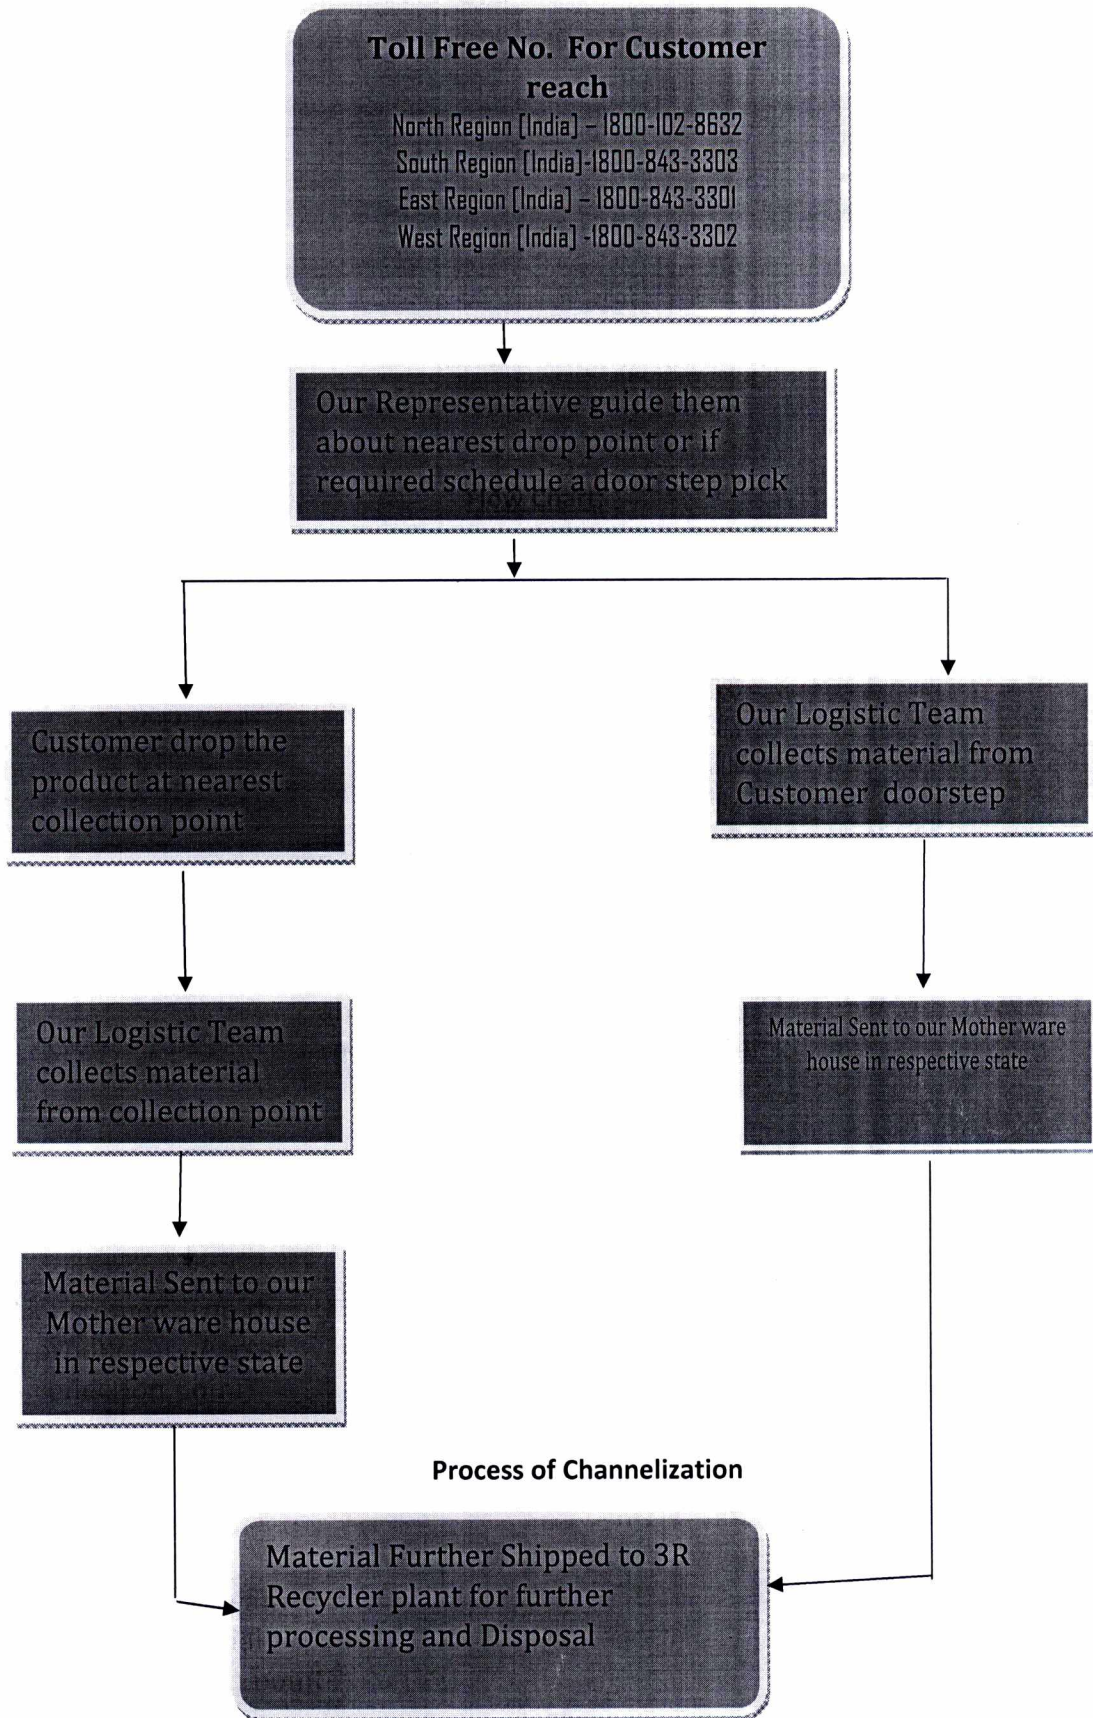 Toll Free No. For Customer
reach
North Region [India] – 1800-102-8632
South Region [India]-1800-843-3303
East Region [India] – 1800-843-3301
West Region [India] -1800-843-3302
Our Representative guide them
about nearest drop point or if
required schedule a door step pick
Customer drop the
product at nearest
collection point
Our Logistic Team
collects material from
Customer doorstep
Our Logistic Team
collects material
from collection point
Material Sent to our Mother ware
house in respective state
Material Sent to our
Mother ware house
in respective state
Process of Channelization
Material Further Shipped to 3R
Recycler plant for further
processing and Disposal